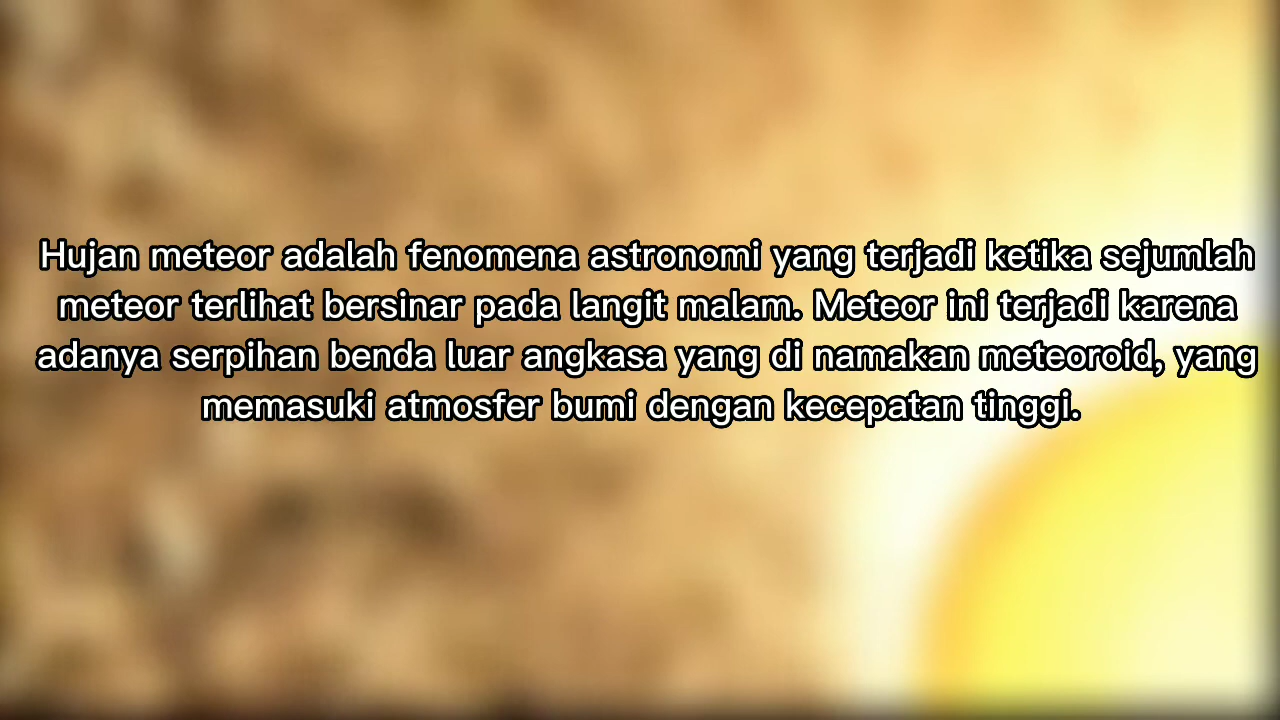 Hujan meteor adalah fenomena astronomi yang terjadi ketika sejumlah
meteor terlihat bersinar pada langit malam. Meteor ini terjadi karena
adanya serpihan benda luar angkasa yang di namakan meteoroid, yang
memasuki atmosfer bumi dengan kecepatan tinggi.